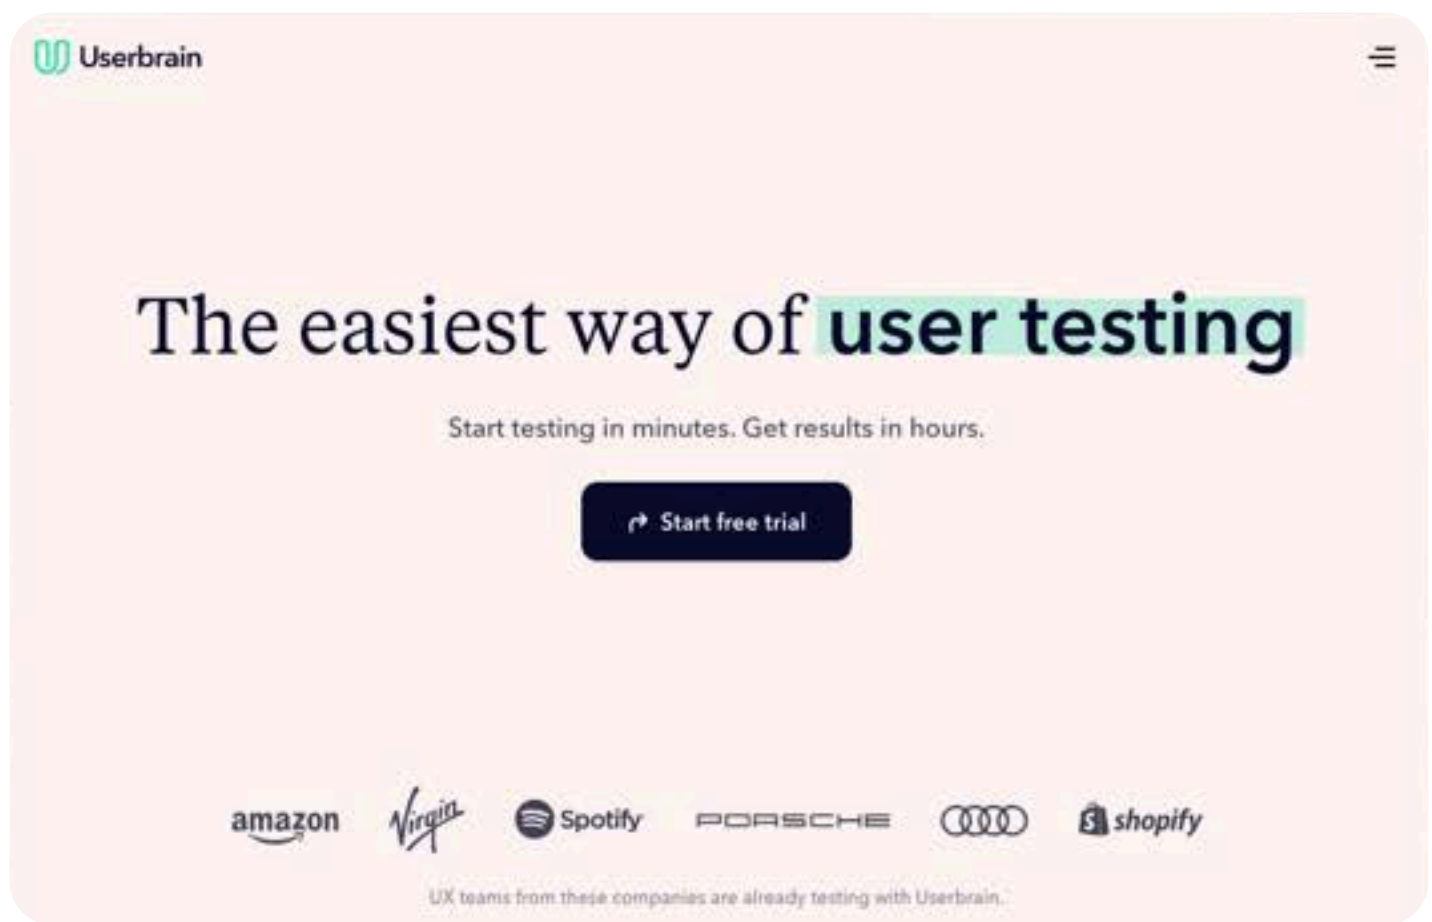 Userbrain
The easiest way of user testing
Start testing in minutes. Get results in hours.
Start free trial
amazon Virgin Spotify PORSCHE shopify
UX teams from these companies are already testing with Userbrain.